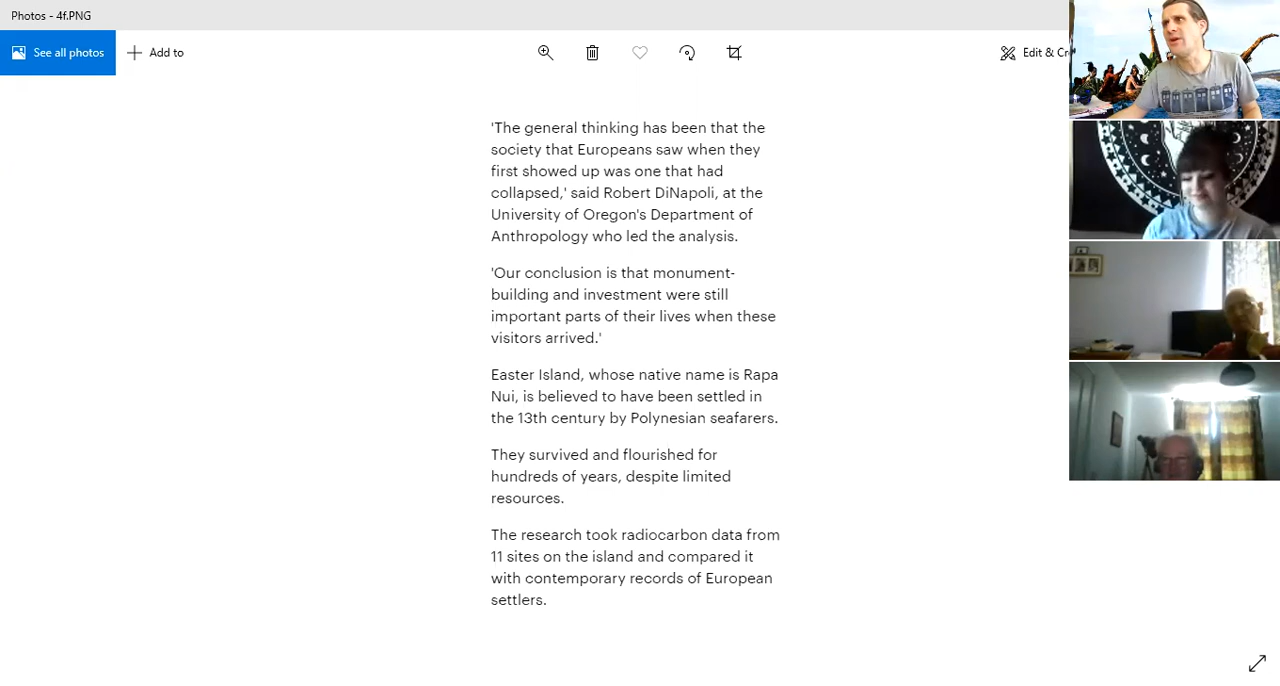 Photos - 4f.PNG
See all photos
Add to
Edit & Cr
'The general thinking has been that the
society that Europeans saw when they
first showed up was one that had
collapsed,' said Robert DiNapoli, at the
University of Oregon's Department of
Anthropology who led the analysis.
'Our conclusion is that monument-
building and investment were still
important parts of their lives when these
visitors arrived.'
Easter Island, whose native name is Rapa
Nui, is believed to have been settled in
the 13th century by Polynesian seafarers.
They survived and flourished for
hundreds of years, despite limited
resources.
The research took radiocarbon data from
11 sites on the island and compared it
with contemporary records of European
settlers.